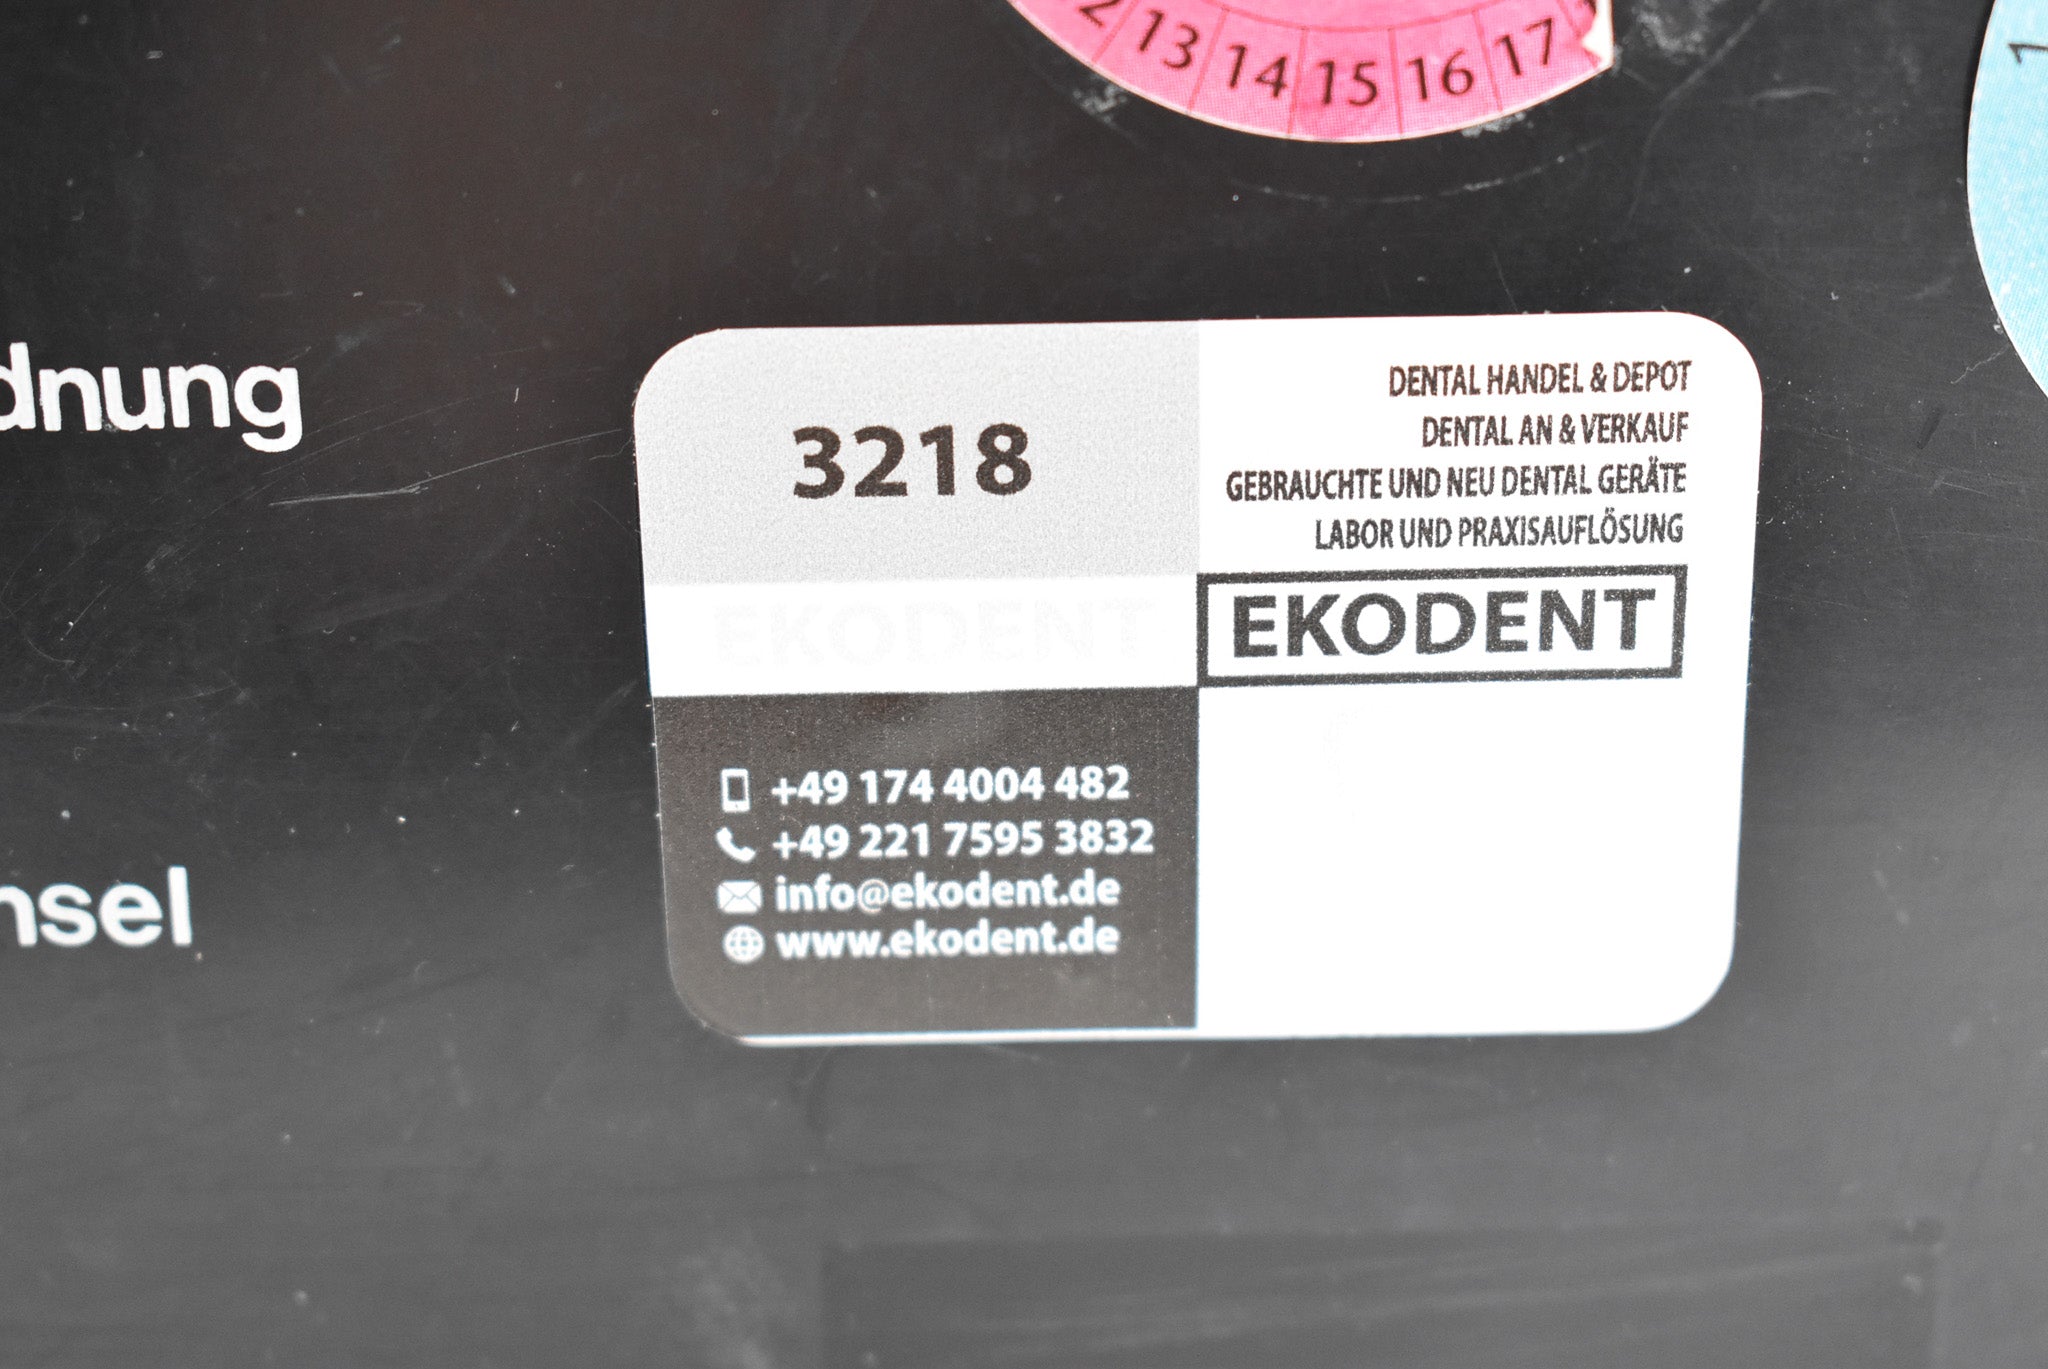 13 14 15 16 17
dnung
3218
DENTAL HANDEL & DEPOT
DENTAL AN & VERKAUF
GEBRAUCHTE UND NEU DENTAL GERÄTE
LABOR UND PRAXISAUFLÖSUNG
EKODENT
EKODENT
+49 174 4004 482
+49 221 7595 3832
info@ekodent.de
www.ekodent.de
nsel